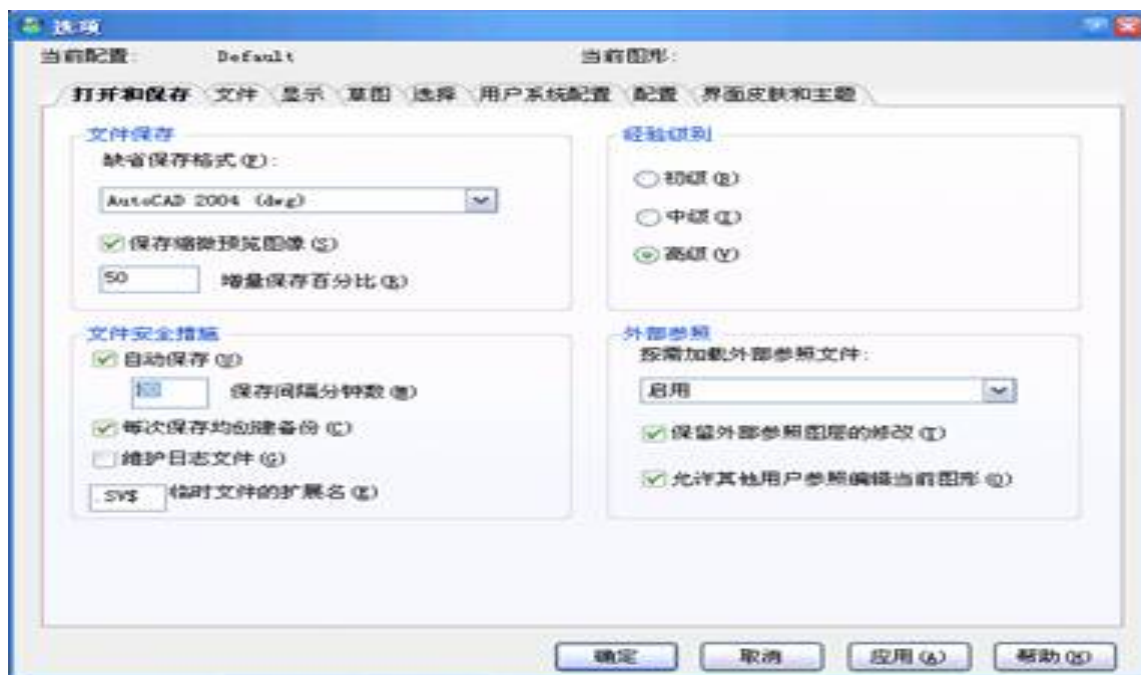 选项
当前配置: Default 当前图形:
打开和保存 文件 显示 草图 选择 用户系统配置 配置 界面皮肤和主题
文件保存
缺省保存格式(F):
AutoCAD 2004 (dwg)
保存缩微预览图像(S)
50 增量保存百分比(R)
文件安全措施
自动保存(U)
保存间隔分钟数(M)
每次保存均创建备份(C)
维护日志文件(G)
.SV$ 临时文件的扩展名(E)
经验级别
初级(B)
中级(I)
高级(V)
外部参照
按需加载外部参照文件:
启用
保留外部参照图层的修改(T)
允许其他用户参照编辑当前图形(Q)
确定 取消 应用(A) 帮助(H)